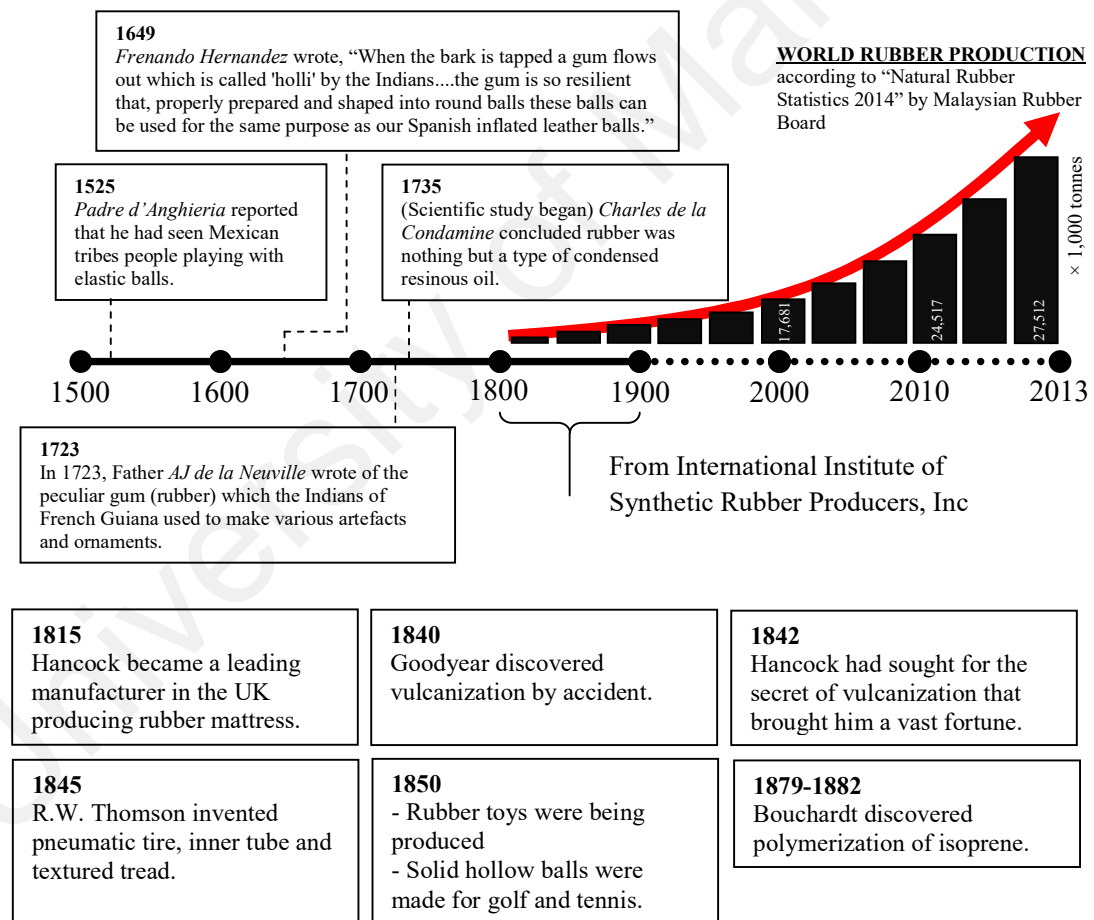 1649
Frenando Hernandez wrote, “When the bark is tapped a gum flows
out which is called 'holli' by the Indians....the gum is so resilient
that, properly prepared and shaped into round balls these balls can
be used for the same purpose as our Spanish inflated leather balls.”
WORLD RUBBER PRODUCTION
according to “Natural Rubber
Statistics 2014” by Malaysian Rubber
Board
1525
Padre d’Anghieria reported
that he had seen Mexican
tribes people playing with
elastic balls.
1735
(Scientific study began) Charles de la
Condamine concluded rubber was
nothing but a type of condensed
resinous oil.
17,681
24,517
27,512
× 1,000 tonnes
1500 1600 1700 1800 1900 2000 2010 2013
1723
In 1723, Father AJ de la Neuville wrote of the
peculiar gum (rubber) which the Indians of
French Guiana used to make various artefacts
and ornaments.
From International Institute of
Synthetic Rubber Producers, Inc
1815
Hancock became a leading
manufacturer in the UK
producing rubber mattress.
1840
Goodyear discovered
vulcanization by accident.
1842
Hancock had sought for the
secret of vulcanization that
brought him a vast fortune.
1845
R.W. Thomson invented
pneumatic tire, inner tube and
textured tread.
1850
- Rubber toys were being
produced
- Solid hollow balls were
made for golf and tennis.
1879-1882
Bouchardt discovered
polymerization of isoprene.
University of Ma